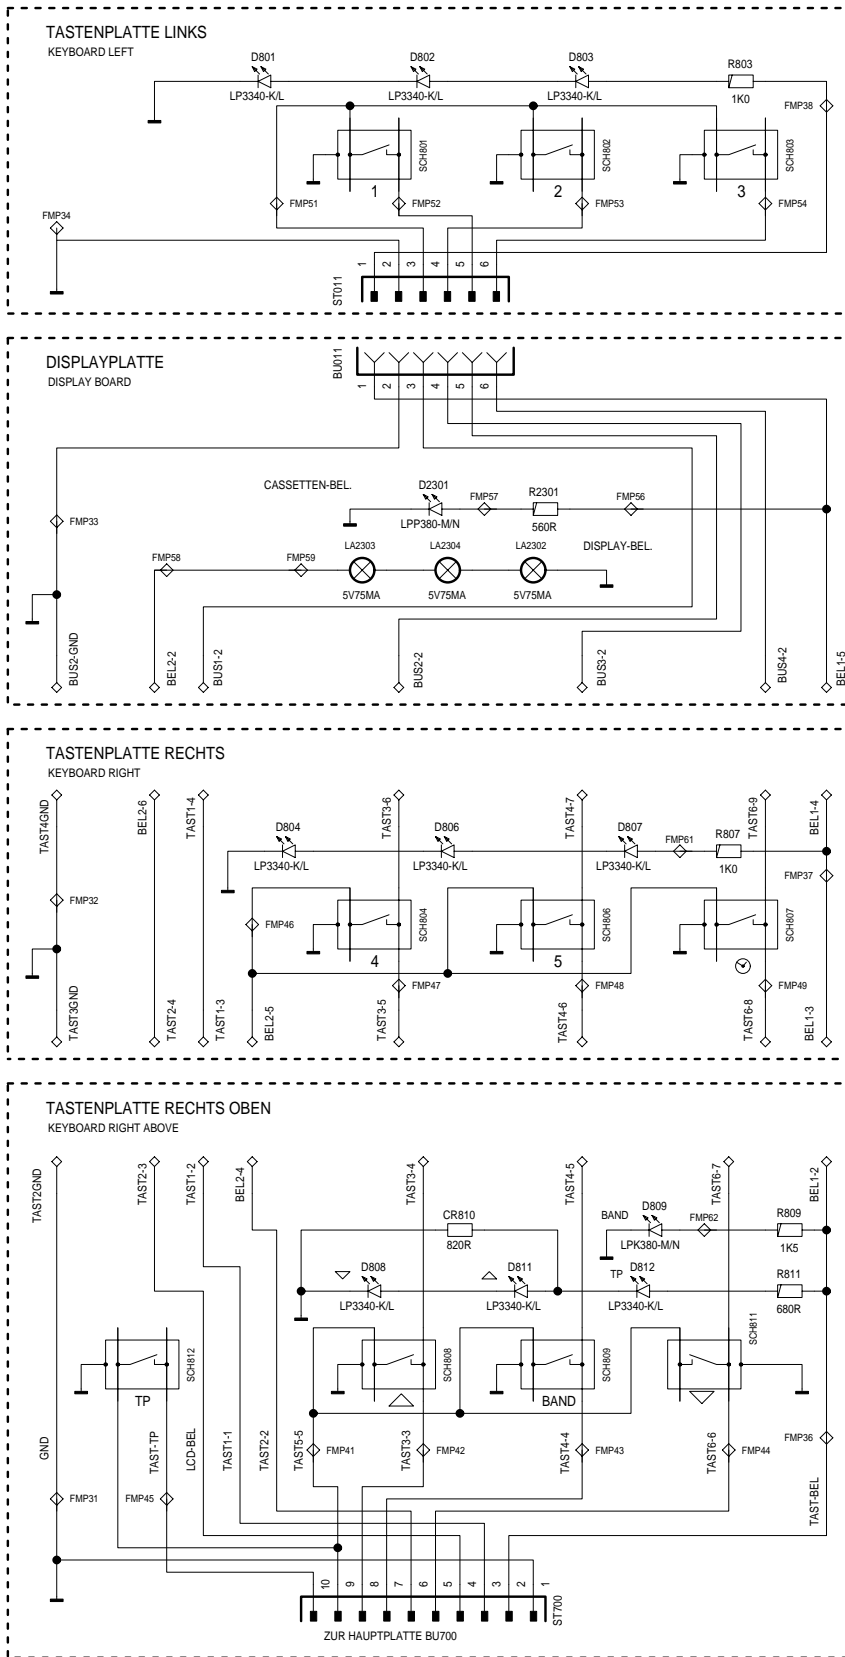 TASTENPLATTE LINKS
KEYBOARD LEFT
D801
D802
D803
R803
LP3340-K/L
LP3340-K/L
LP3340-K/L
1K0
FMP38
SCH801
SCH802
SCH803
1
2
3
FMP51
FMP52
FMP53
FMP54
FMP34
1
2
3
4
5
6
ST011
DISPLAYPLATTE
DISPLAY BOARD
BU011
1
2
3
4
5
6
CASSETTEN-BEL.
D2301
FMP57
R2301
FMP56
LPP380-M/N
560R
FMP33
LA2303
LA2304
LA2302
DISPLAY-BEL.
FMP58
FMP59
5V75MA
5V75MA
5V75MA
BUS2-GND
BEL2-2
BUS1-2
BUS2-2
BUS3-2
BUS4-2
BEL1-5
TASTENPLATTE RECHTS
KEYBOARD RIGHT
TAST4GND
BEL2-6
TAST1-4
TAST3-6
TAST4-7
TAST6-9
BEL1-4
D804
D806
D807
FMP61
R807
LP3340-K/L
LP3340-K/L
LP3340-K/L
1K0
FMP37
FMP32
FMP46
SCH804
SCH806
SCH807
4
5
FMP47
FMP48
FMP49
TAST3GND
TAST2-4
TAST1-3
BEL2-5
TAST3-5
TAST4-6
TAST6-8
BEL1-3
TASTENPLATTE RECHTS OBEN
KEYBOARD RIGHT ABOVE
TAST2GND
TAST2-3
TAST1-2
BEL2-4
TAST3-4
TAST4-5
TAST6-7
BEL1-2
CR810
820R
BAND
D809
FMP62
R809
LPK380-M/N
1K5
D808
D811
TP
D812
R811
LP3340-K/L
LP3340-K/L
LP3340-K/L
680R
SCH812
SCH808
SCH809
SCH811
TP
BAND
GND
TAST-TP
LCD-BEL
TAST1-1
TAST2-2
TAST5-5
FMP41
TAST3-3
FMP42
TAST4-4
FMP43
TAST6-6
FMP44
FMP36
TAST-BEL
FMP31
FMP45
10
9
8
7
6
5
4
3
2
1
ST700
ZUR HAUPTPLATTE BU700